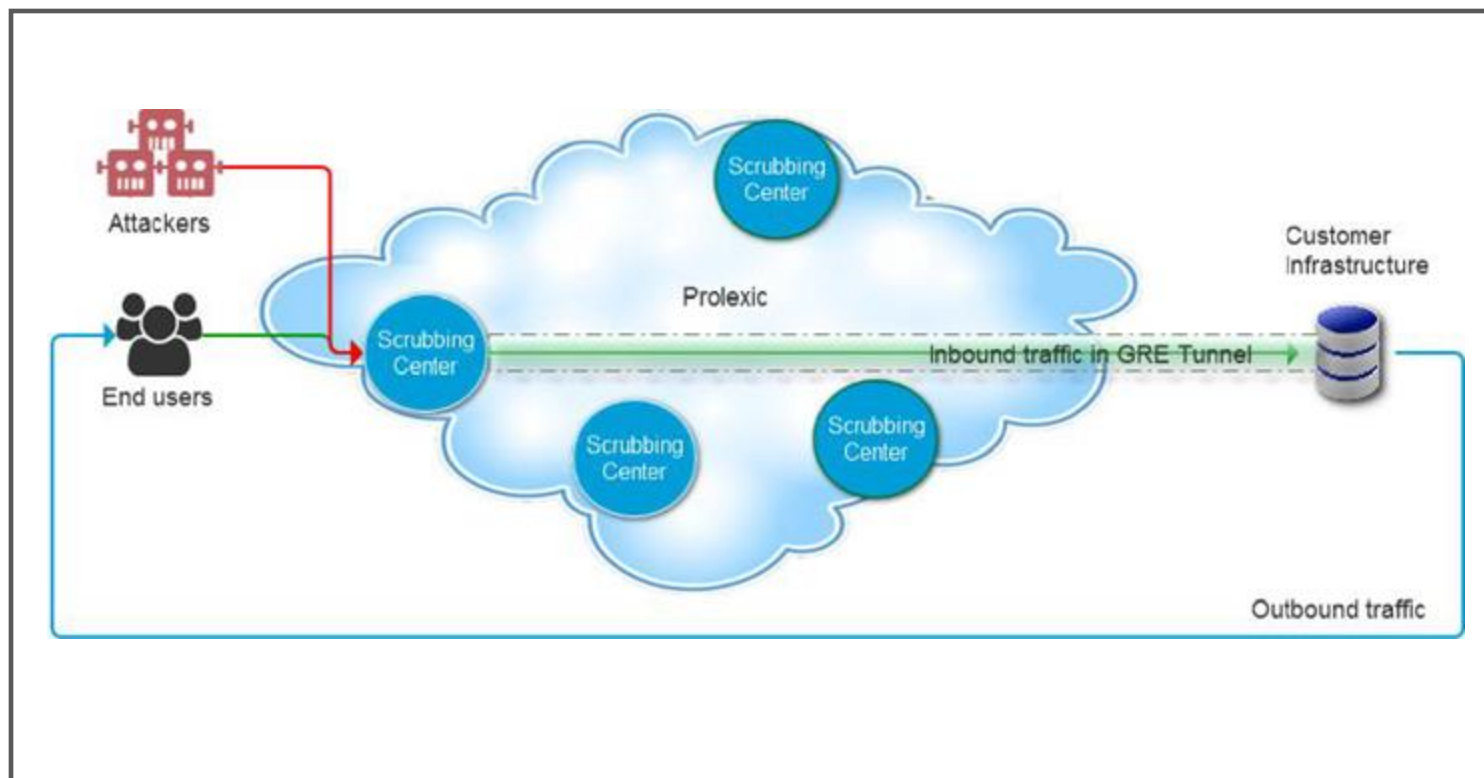 Attackers
End users
Scrubbing
Center
Prolexic
Scrubbing
Center
Inbound traffic in GRE Tunnel
Scrubbing
Center
Scrubbing
Center
Customer
Infrastructure
Outbound traffic